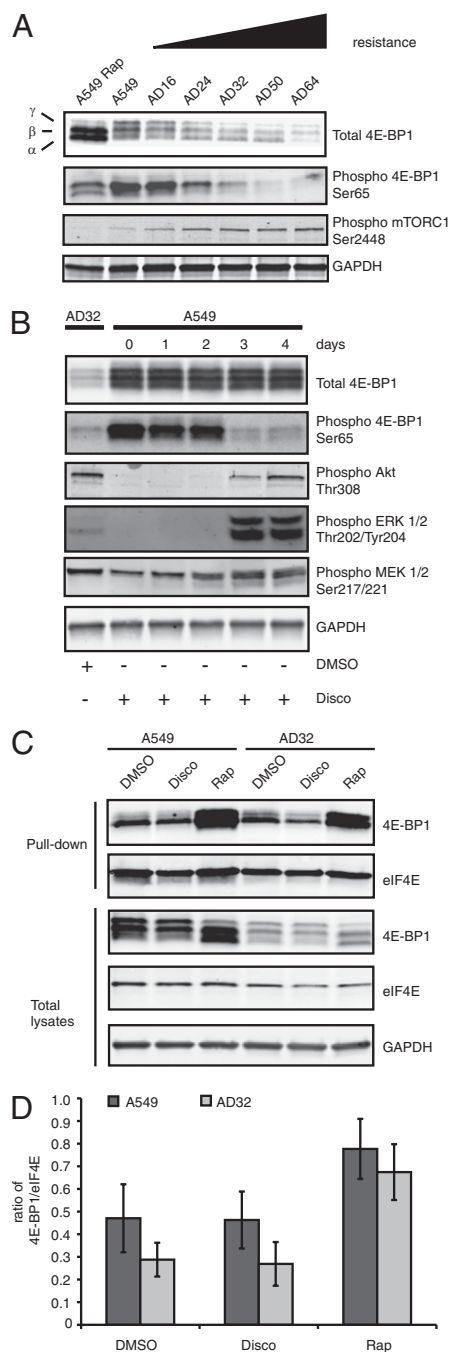 A
resistance
A549 Rap A549 AD16 AD24 AD32 AD50 AD64
γ
β
α
Total 4E-BP1
Phospho 4E-BP1
Ser65
Phospho mTORC1
Ser2448
GAPDH
B
AD32 A549
0 1 2 3 4 days
Total 4E-BP1
Phospho 4E-BP1
Ser65
Phospho Akt
Thr308
Phospho ERK 1/2
Thr202/Tyr204
Phospho MEK 1/2
Ser217/221
GAPDH
+ - - - - - DMSO
- + + + + + Disco
C
A549 AD32
DMSO Disco Rap DMSO Disco Rap
Pull-down
4E-BP1
eIF4E
Total
lysates
4E-BP1
eIF4E
GAPDH
D
A549 AD32
ratio of
4E-BP1/eIF4E
1.0
0.9
0.8
0.7
0.6
0.5
0.4
0.3
0.2
0.1
0
DMSO Disco Rap